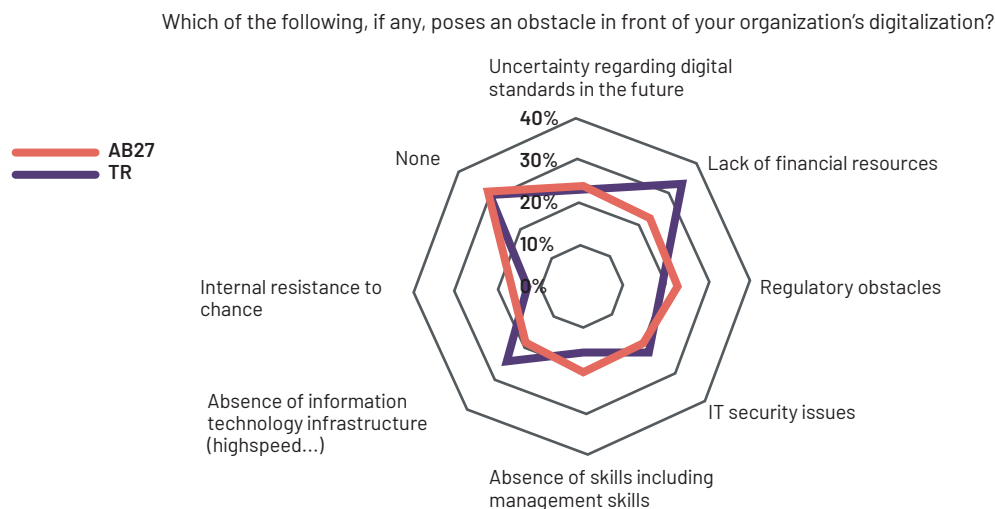 Which of the following, if any, poses an obstacle in front of your organization’s digitalization?
Uncertainty regarding digital
standards in the future
AB27
TR
40%
30%
20%
10%
0%
None
Lack of financial resources
Internal resistance to
chance
Regulatory obstacles
Absence of information
technology infrastructure
(highspeed...)
IT security issues
Absence of skills including
management skills